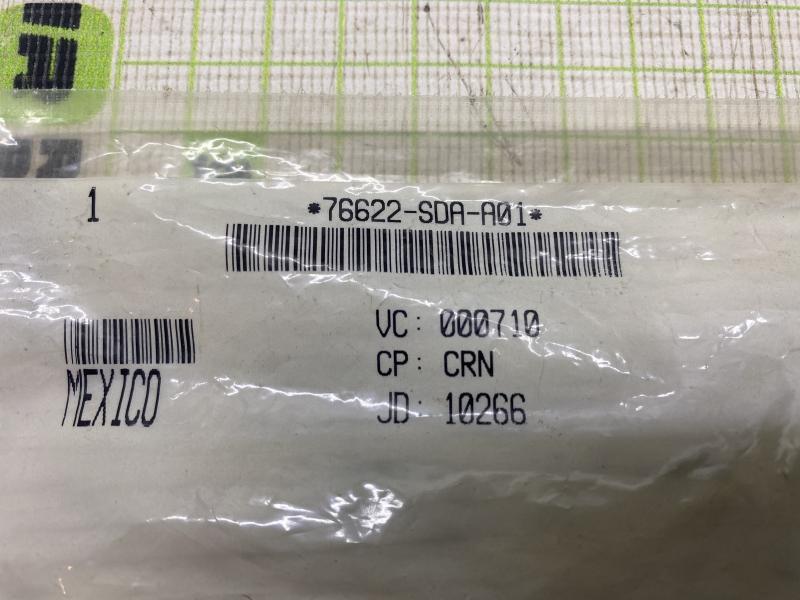 1
*76622-SDA-A01*
VC: 000710
CP: CRN
MEXICO
JD: 10266